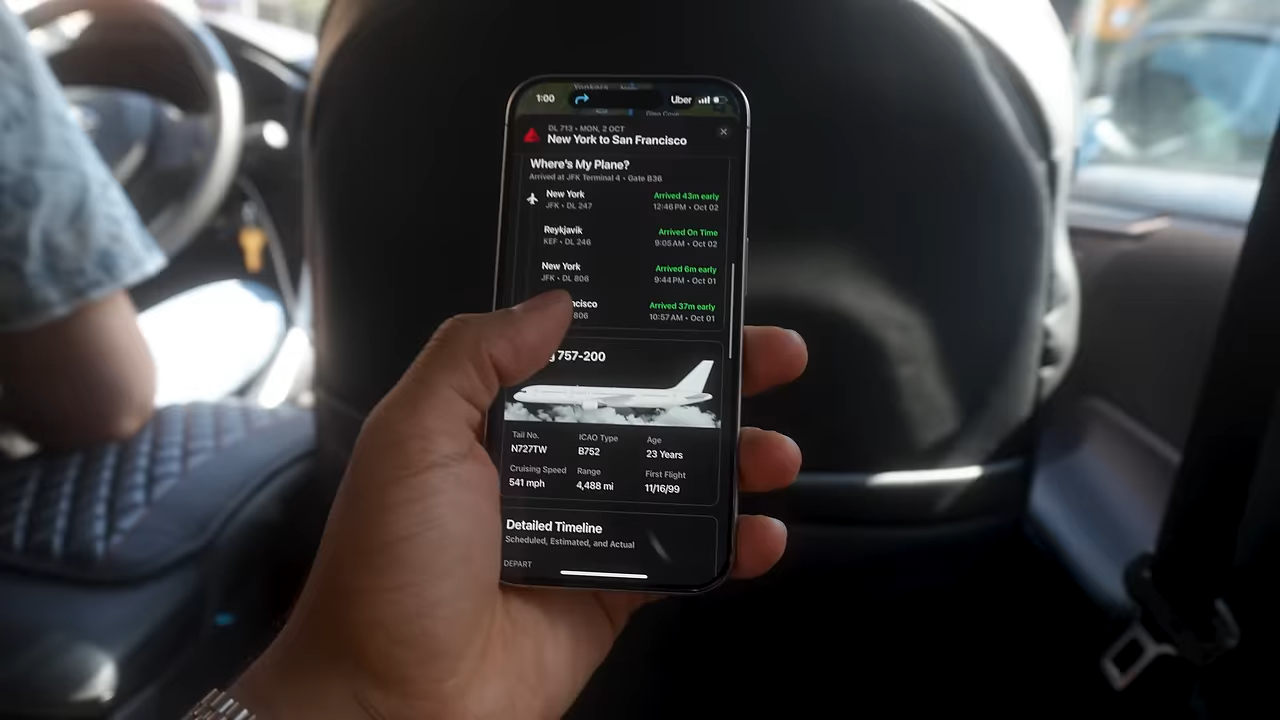 1:00
Uber
DL 713 • MON, 2 OCT
New York to San Francisco
Where's My Plane?
Arrived at JFK Terminal 4 • Gate B36
New York
Arrived 43m early
JFK • DL 247
12:46 PM • Oct 02
Reykjavik
Arrived On Time
KEF • DL 246
9:05 AM • Oct 02
New York
Arrived 6m early
JFK • DL 806
9:44 PM • Oct 01
ncisco
Arrived 37m early
806
10:57 AM • Oct 01
757-200
Tail No.
ICAO Type
Age
N727TW
B752
23 Years
Cruising Speed
Range
First Flight
541 mph
4,488 mi
11/16/99
Detailed Timeline
Scheduled, Estimated, and Actual
DEPART